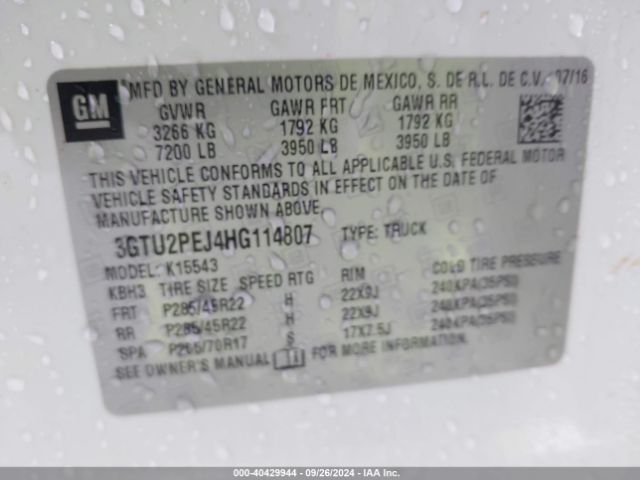 GM
MFD BY GENERAL MOTORS DE MEXICO, S. DE R.L. DE C.V. 07/16
GVWR GAWR FRT GAWR RR
3266 KG 1792 KG 1792 KG
7200 LB 3950 LB 3950 LB
THIS VEHICLE CONFORMS TO ALL APPLICABLE U.S. FEDERAL MOTOR
VEHICLE SAFETY STANDARDS IN EFFECT ON THE DATE OF
MANUFACTURE SHOWN ABOVE.
3GTU2PEJ4HG114807 TYPE: TRUCK
MODEL: K15543
KBH3 TIRE SIZE SPEED RTG RIM COLD TIRE PRESSURE
FRT P285/45R22 H 22X9J 240KPA(35PSI)
RR P285/45R22 H 22X9J 240KPA(35PSI)
SPA P265/70R17 S 17X7.5J 240KPA(35PSI)
SEE OWNER'S MANUAL FOR MORE INFORMATION.
000-40429944 - 09/26/2024 - IAA Inc.